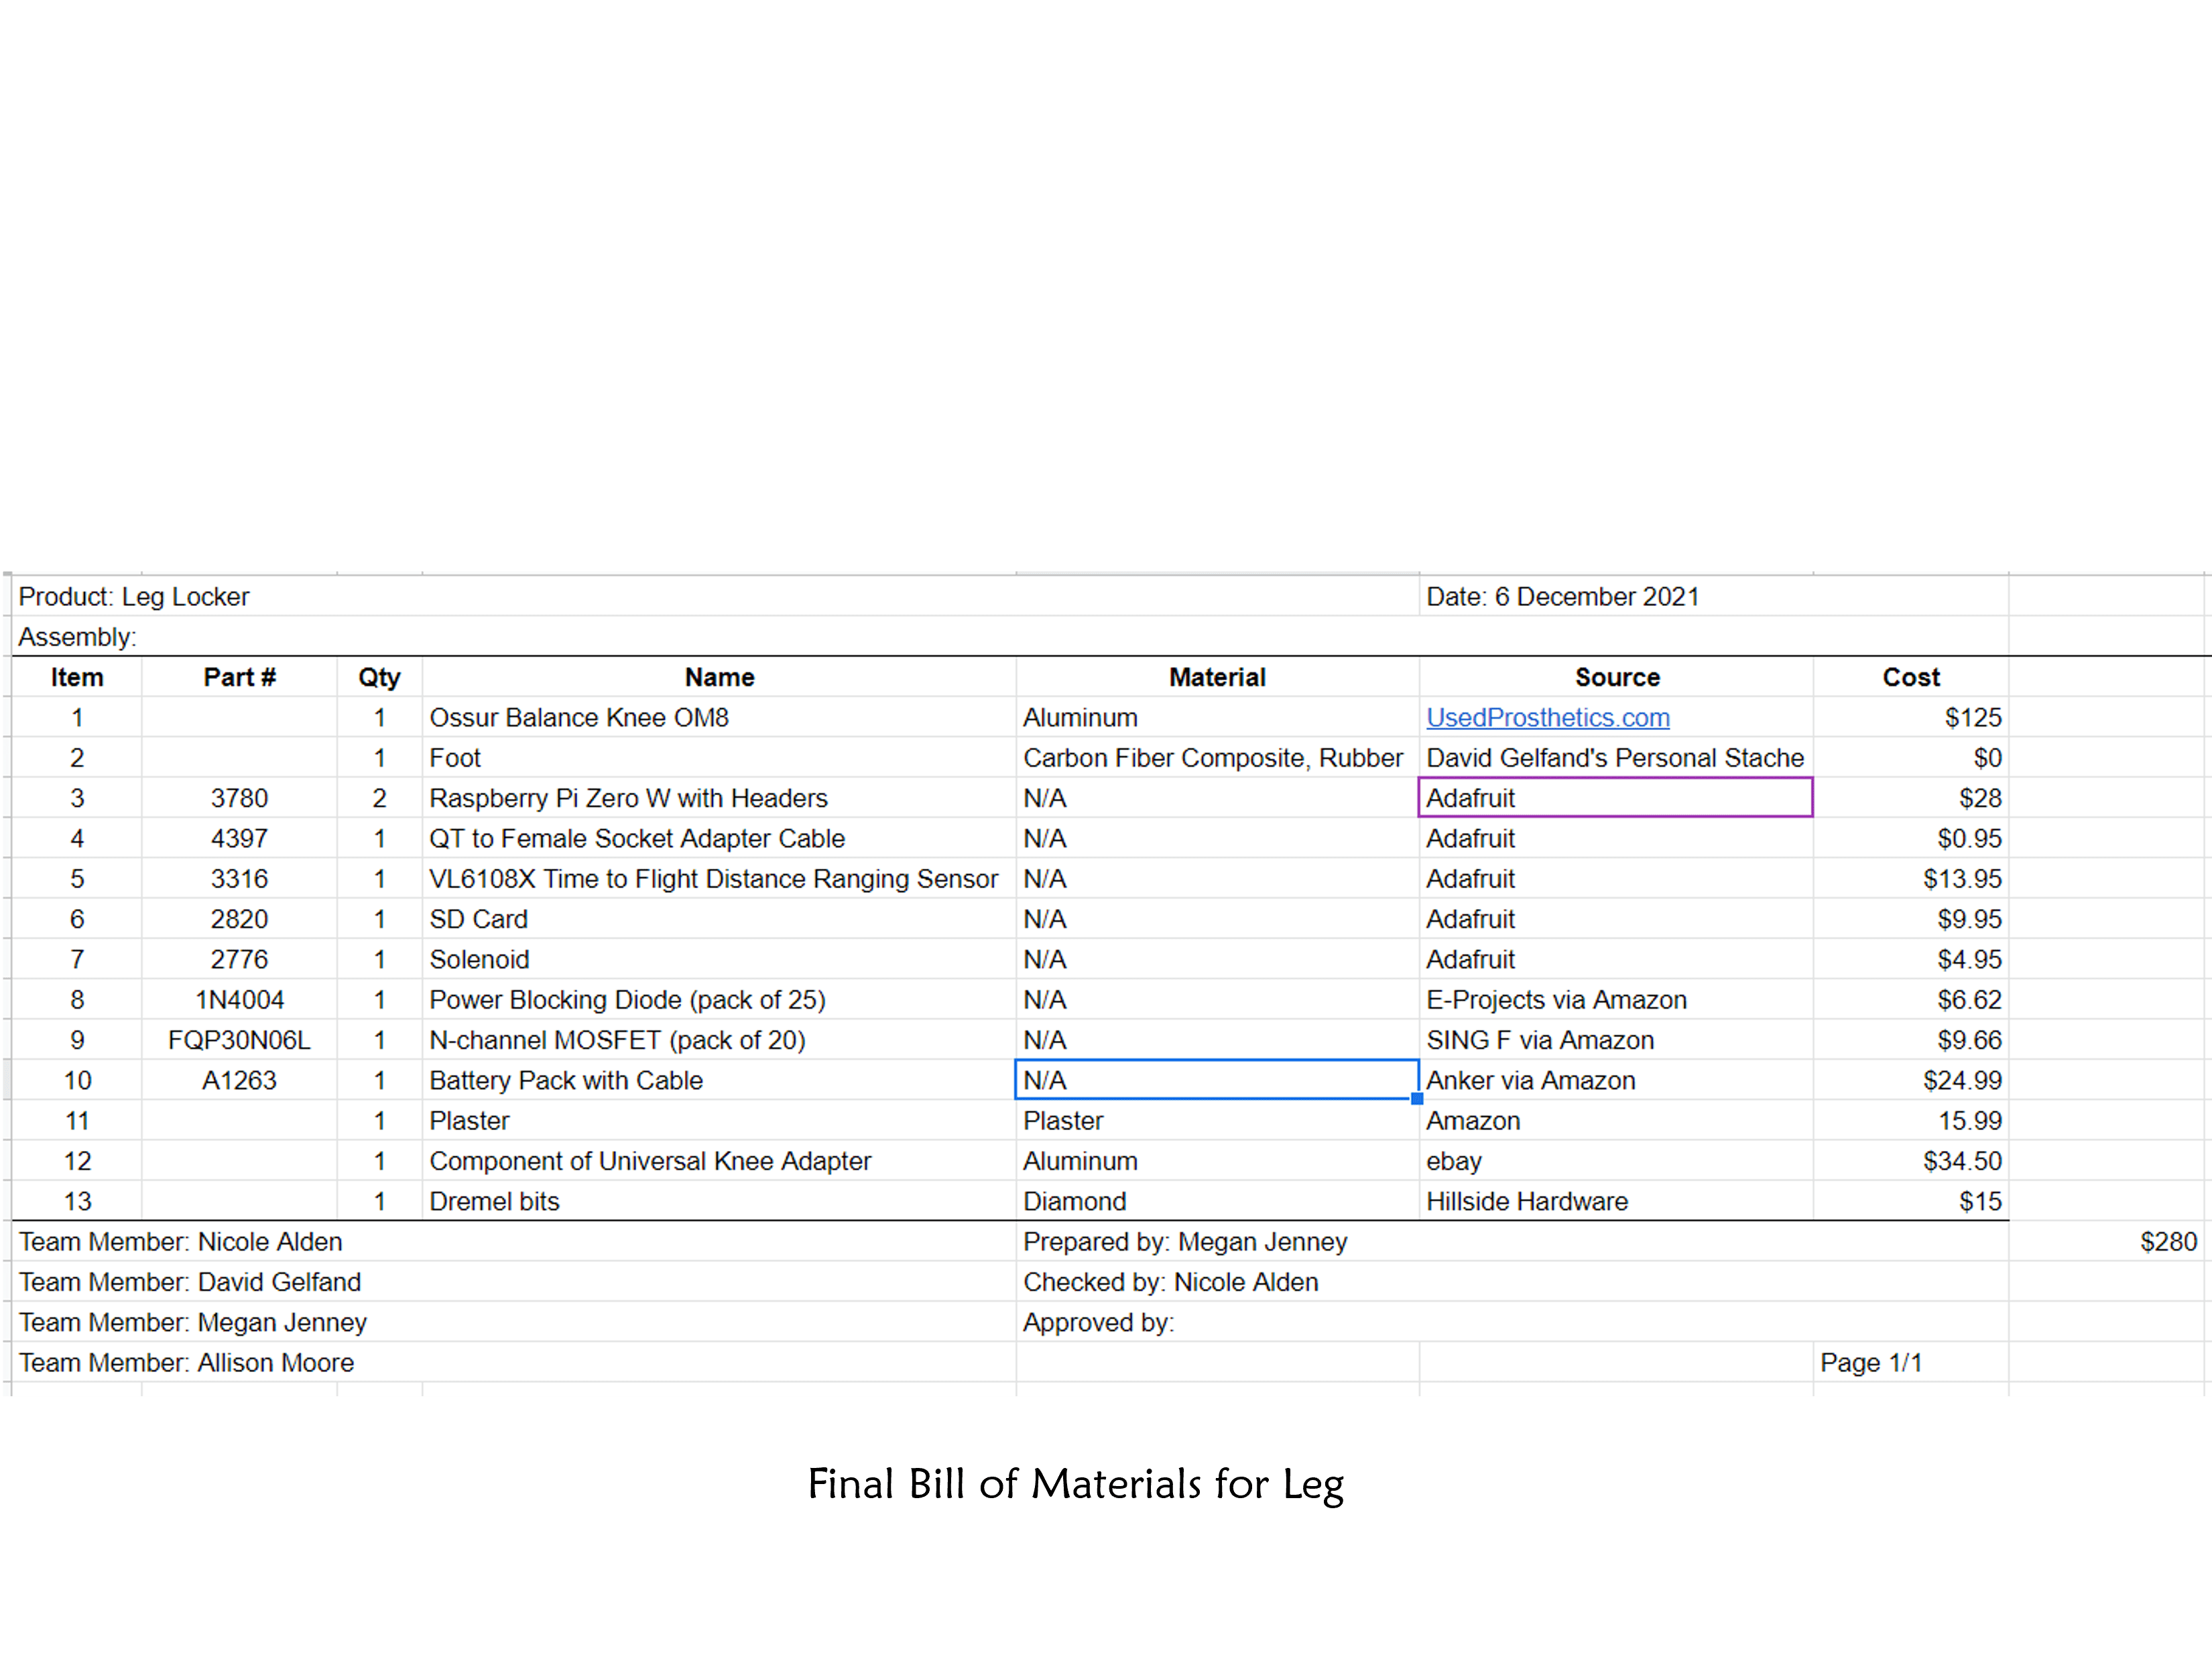 Product: Leg Locker Date: 6 December 2021
Assembly:
Item Part # Qty Name Material Source Cost
1 1 Ossur Balance Knee OM8 Aluminum UsedProsthetics.com $125
2 1 Foot Carbon Fiber Composite, Rubber David Gelfand's Personal Stache $0
3 3780 2 Raspberry Pi Zero W with Headers N/A Adafruit $28
4 4397 1 QT to Female Socket Adapter Cable N/A Adafruit $0.95
5 3316 1 VL6108X Time to Flight Distance Ranging Sensor N/A Adafruit $13.95
6 2820 1 SD Card N/A Adafruit $9.95
7 2776 1 Solenoid N/A Adafruit $4.95
8 1N4004 1 Power Blocking Diode (pack of 25) N/A E-Projects via Amazon $6.62
9 FQP30N06L 1 N-channel MOSFET (pack of 20) N/A SING F via Amazon $9.66
10 A1263 1 Battery Pack with Cable N/A Anker via Amazon $24.99
11 1 Plaster Plaster Amazon 15.99
12 1 Component of Universal Knee Adapter Aluminum ebay $34.50
13 1 Dremel bits Diamond Hillside Hardware $15
Team Member: Nicole Alden Prepared by: Megan Jenney $280
Team Member: David Gelfand Checked by: Nicole Alden
Team Member: Megan Jenney Approved by:
Team Member: Allison Moore Page 1/1
Final Bill of Materials for Leg